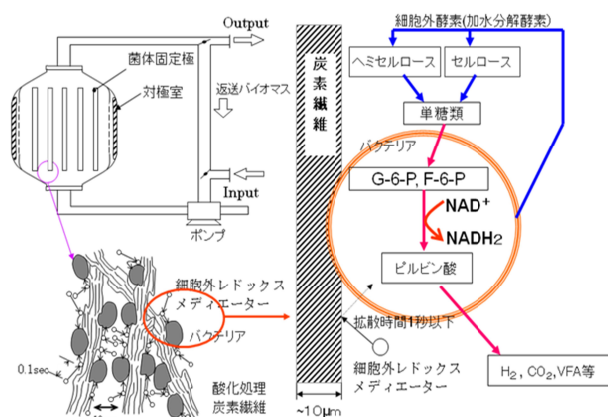 Output
菌体固定極
対極室
返送バイオマス
Input
ポンプ
細胞外レドックス
メディエーター
バクテリア
0.1sec
酸化処理
炭素繊維
炭素繊維
~10μm
細胞外酵素(加水分解酵素)
ヘミセルロース
セルロース
単糖類
バクテリア
G-6-P, F-6-P
NAD⁺
NADH₂
ピルビン酸
拡散時間1秒以下
細胞外レドックス
メディエーター
H₂ , CO₂,VFA等